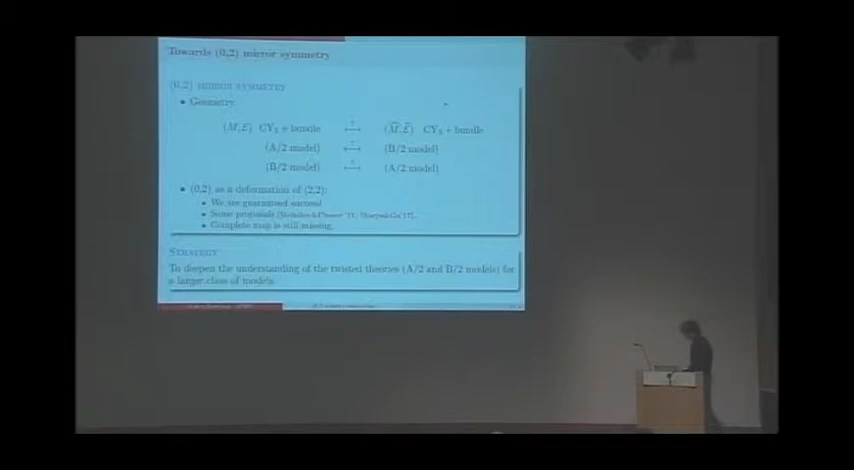 Towards (0,2) mirror symmetry
(0,2) MIRROR SYMMETRY
• Geometry
(M,E) CY₃ + bundle ?⟷ (M̂,Ê) CY₃ + bundle
(A/2 model) ?⟷ (B/2 model)
(B/2 model) ?⟷ (A/2 model)
• (0,2) as a deformation of (2,2):
• We are guaranteed success!
• Some proposals
• Complete map is still missing
STRATEGY
To deepen the understanding of the twisted theories (A/2 and B/2 models) for
a larger class of models